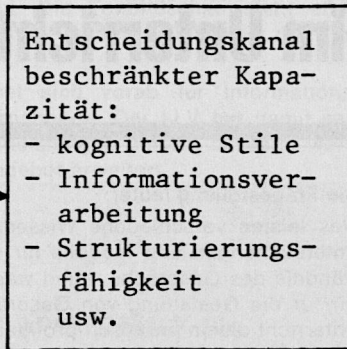 Entscheidungskanal
beschränkter Kapa-
zität:
- kognitive Stile
- Informationsver-
arbeitung
- Strukturierungs-
fähigkeit
usw.